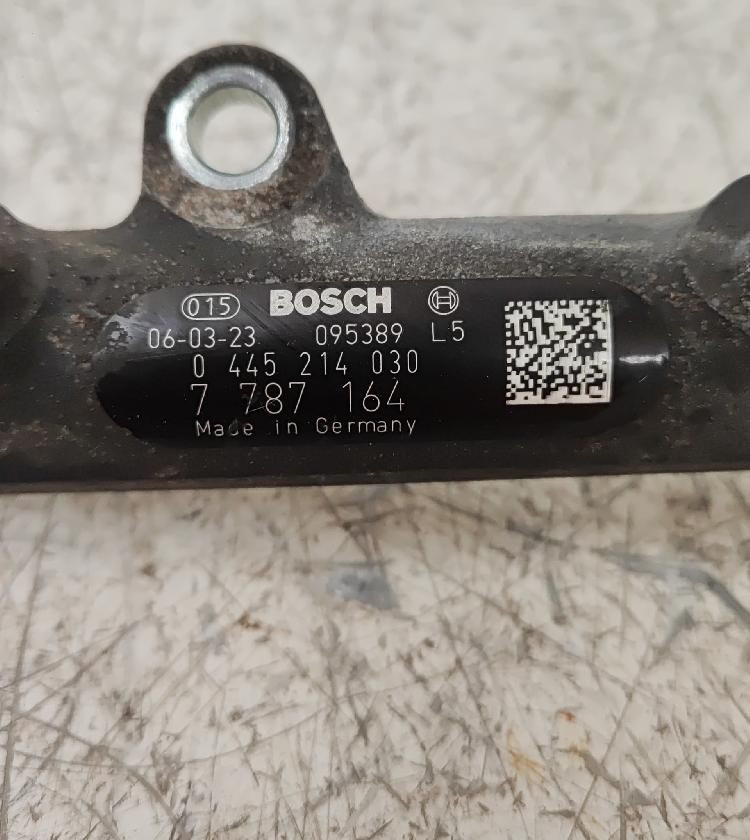 015 BOSCH
06-03-23 095389 L5
0 445 214 030
7 787 164
Made in Germany